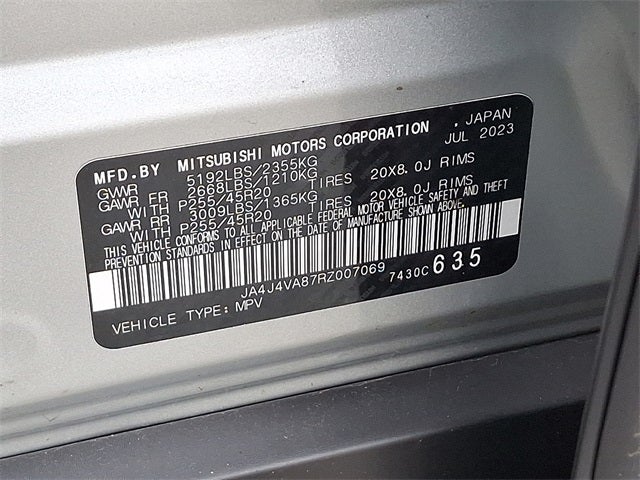 MFD.BY MITSUBISHI MOTORS CORPORATION , JAPAN
GVWR 5192LBS/2355KG JUL 2023
GAWR FR 2668LBS/1210KG
WITH P255/45R20 TIRES 20X8.0J RIMS
GAWR RR 3009LBS/1365KG
WITH P255/45R20 TIRES 20X8.0J RIMS
THIS VEHICLE CONFORMS TO ALL APPLICABLE FEDERAL MOTOR VEHICLE SAFETY AND THEFT
STANDARDS IN EFFECT ON THE DATE OF MANUFACTURE SHOWN ABOVE.
JA4J4VA87RZ007069 7430C 635
VEHICLE TYPE: MPV